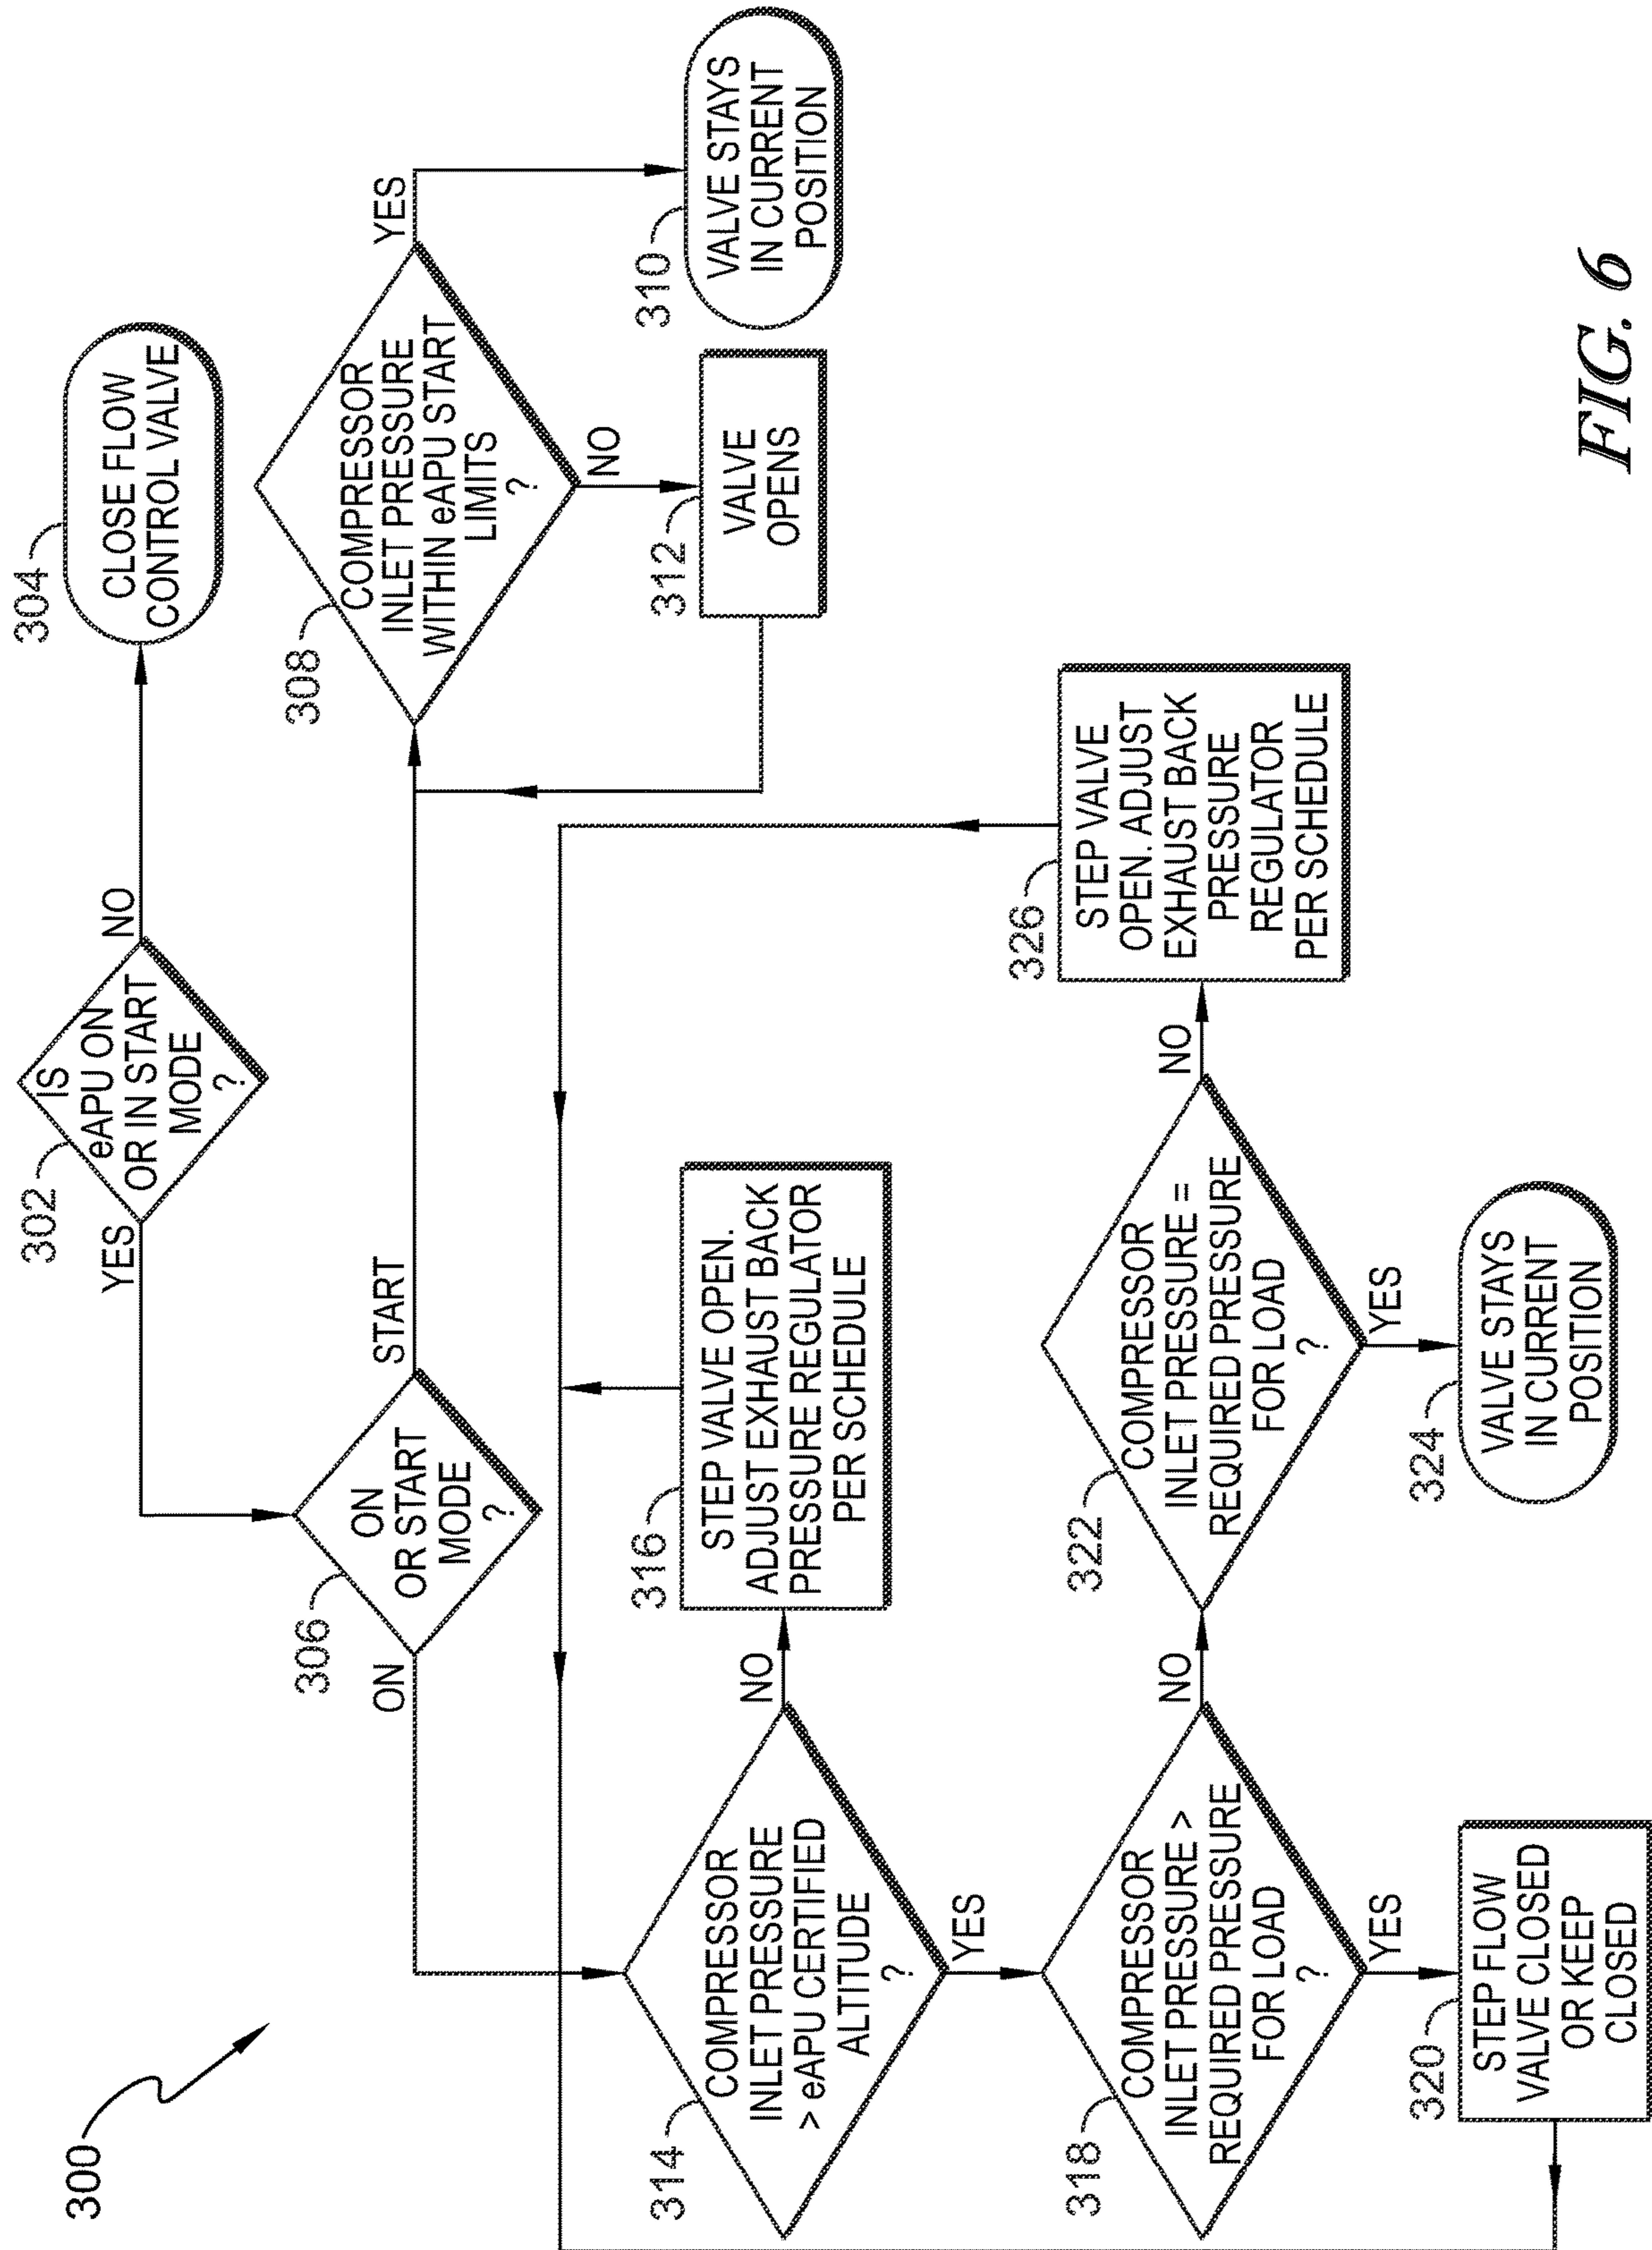 300
302
IS
eAPU ON
OR IN START
MODE
?
YES
NO
304
CLOSE FLOW
CONTROL VALVE
306
ON
OR START
MODE
?
ON
START
308
COMPRESSOR
INLET PRESSURE
WITHIN eAPU START
LIMITS
?
YES
NO
310
VALVE STAYS
IN CURRENT
POSITION
312
VALVE
OPENS
314
COMPRESSOR
INLET PRESSURE
> eAPU CERTIFIED
ALTITUDE
?
NO
YES
316
STEP VALVE OPEN.
ADJUST EXHAUST BACK
PRESSURE REGULATOR
PER SCHEDULE
318
COMPRESSOR
INLET PRESSURE >
REQUIRED PRESSURE
FOR LOAD
?
NO
YES
320
STEP FLOW
VALVE CLOSED
OR KEEP
CLOSED
322
COMPRESSOR
INLET PRESSURE =
REQUIRED PRESSURE
FOR LOAD
?
NO
YES
324
VALVE STAYS
IN CURRENT
POSITION
326
STEP VALVE
OPEN. ADJUST
EXHAUST BACK
PRESSURE
REGULATOR
PER SCHEDULE
FIG. 6